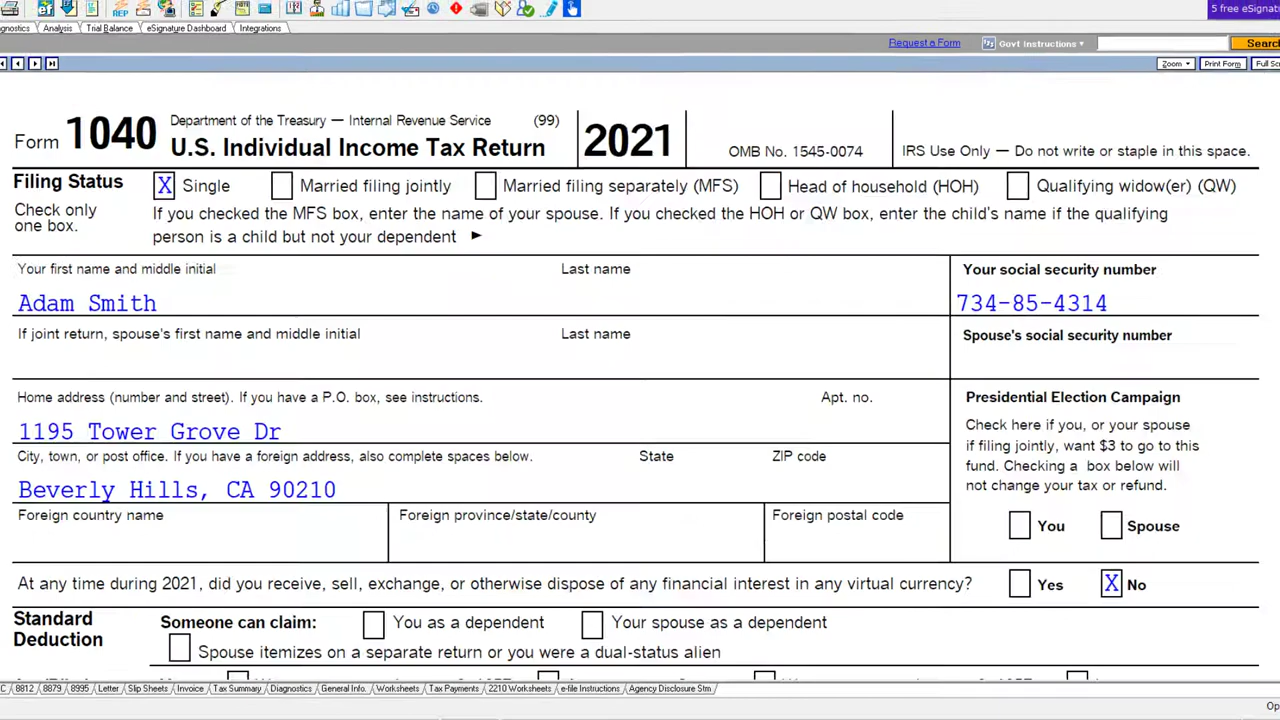 5 free eSignat
gnostics Analysis Trial Balance eSignature Dashboard Integrations
Request a Form Govt Instructions Searc
Zoom Print Form Full Scr
Form 1040 Department of the Treasury — Internal Revenue Service (99)
U.S. Individual Income Tax Return 2021 OMB No. 1545-0074 IRS Use Only — Do not write or staple in this space.
Filing Status X Single Married filing jointly Married filing separately (MFS) Head of household (HOH) Qualifying widow(er) (QW)
Check only one box.
If you checked the MFS box, enter the name of your spouse. If you checked the HOH or QW box, enter the child's name if the qualifying
person is a child but not your dependent ►
Your first name and middle initial Last name Your social security number
Adam Smith 734-85-4314
If joint return, spouse's first name and middle initial Last name Spouse's social security number
Home address (number and street). If you have a P.O. box, see instructions. Apt. no.
1195 Tower Grove Dr
City, town, or post office. If you have a foreign address, also complete spaces below. State ZIP code
Beverly Hills, CA 90210
Foreign country name Foreign province/state/county Foreign postal code
Presidential Election Campaign
Check here if you, or your spouse
if filing jointly, want $3 to go to this
fund. Checking a box below will
not change your tax or refund.
You Spouse
At any time during 2021, did you receive, sell, exchange, or otherwise dispose of any financial interest in any virtual currency? Yes X No
Standard
Deduction
Someone can claim: You as a dependent Your spouse as a dependent
Spouse itemizes on a separate return or you were a dual-status alien
C 8812 8879 8995 Letter Slip Sheets Invoice Tax Summary Diagnostics General Info. Worksheets Tax Payments 2210 Worksheets e-file Instructions Agency Disclosure Stm
Op